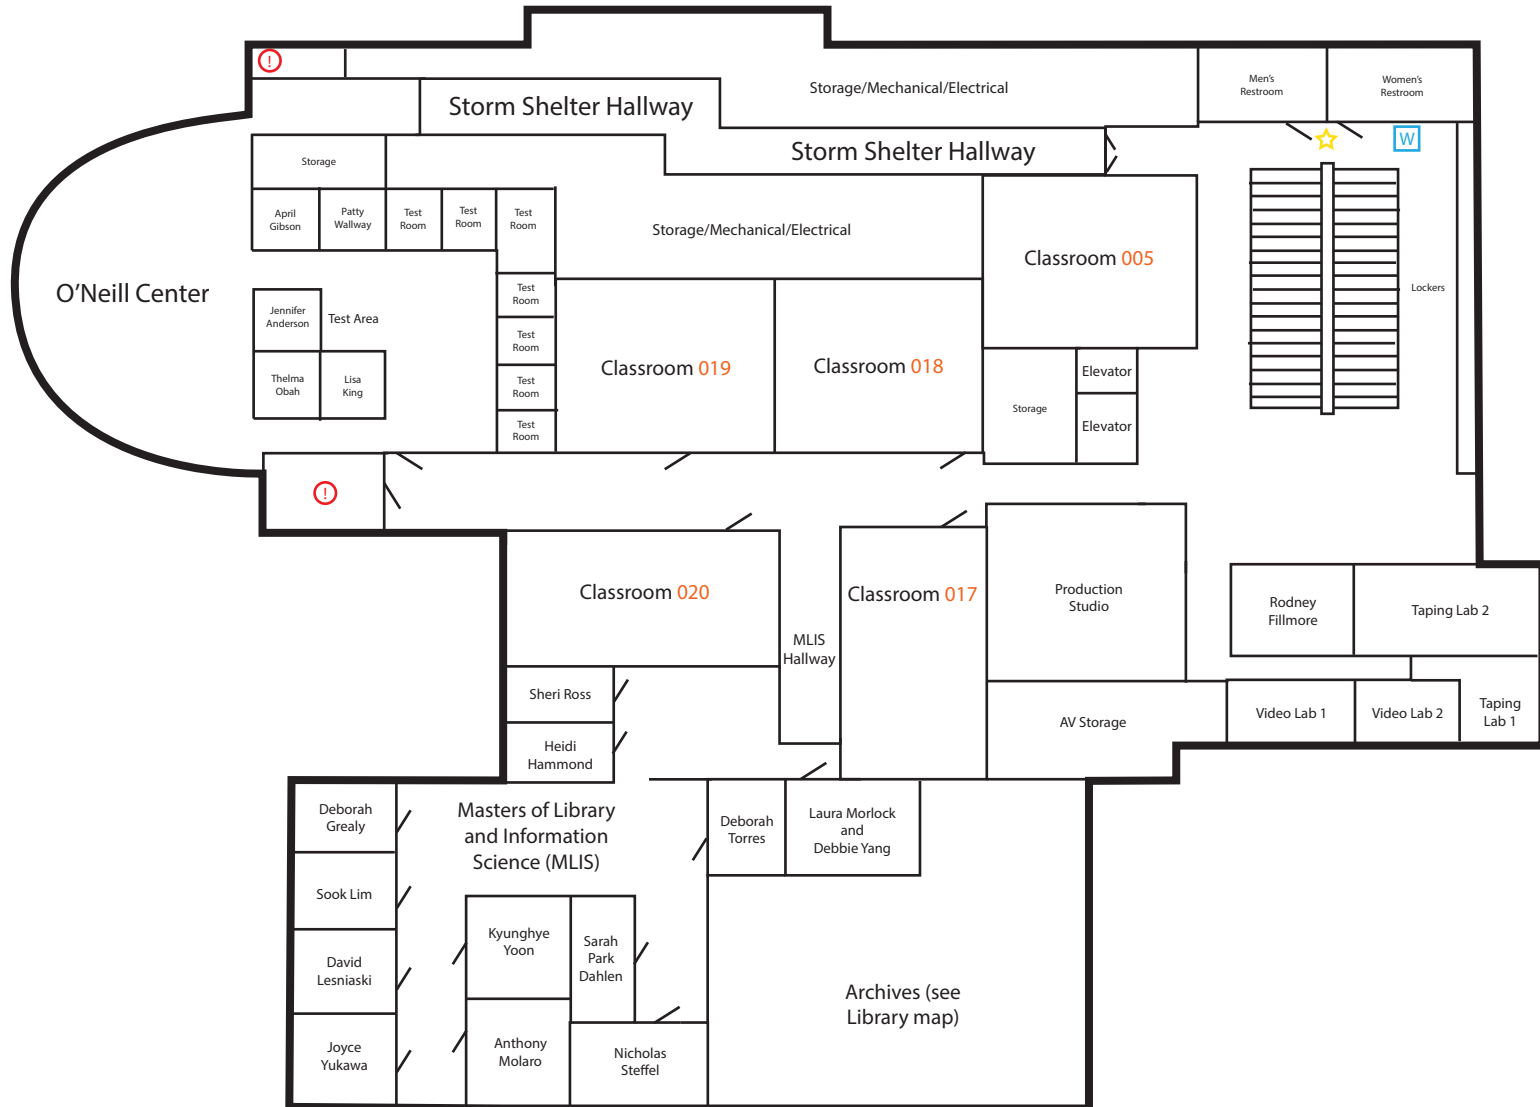 !
Storage/Mechanical/Electrical
Men's
Restroom
Women's
Restroom
Storm Shelter Hallway
Storm Shelter Hallway
W
Storage
April
Gibson
Patty
Wallway
Test
Room
Test
Room
Test
Room
Storage/Mechanical/Electrical
Classroom 005
O'Neill Center
Lockers
Jennifer
Anderson
Test Area
Test
Room
Test
Room
Test
Room
Test
Room
Thelma
Obah
Lisa
King
Classroom 019
Classroom 018
Storage
Elevator
Elevator
!
Classroom 020
MLIS
Hallway
Classroom 017
Production
Studio
Rodney
Fillmore
Taping Lab 2
Sheri Ross
Heidi
Hammond
AV Storage
Video Lab 1
Video Lab 2
Taping
Lab 1
Deborah
Grealy
Masters of Library
and Information
Science (MLIS)
Deborah
Torres
Laura Morlock
and
Debbie Yang
Sook Lim
David
Lesniaski
Joyce
Yukawa
Kyunghye
Yoon
Sarah
Park
Dahlen
Anthony
Molaro
Nicholas
Steffel
Archives (see
Library map)